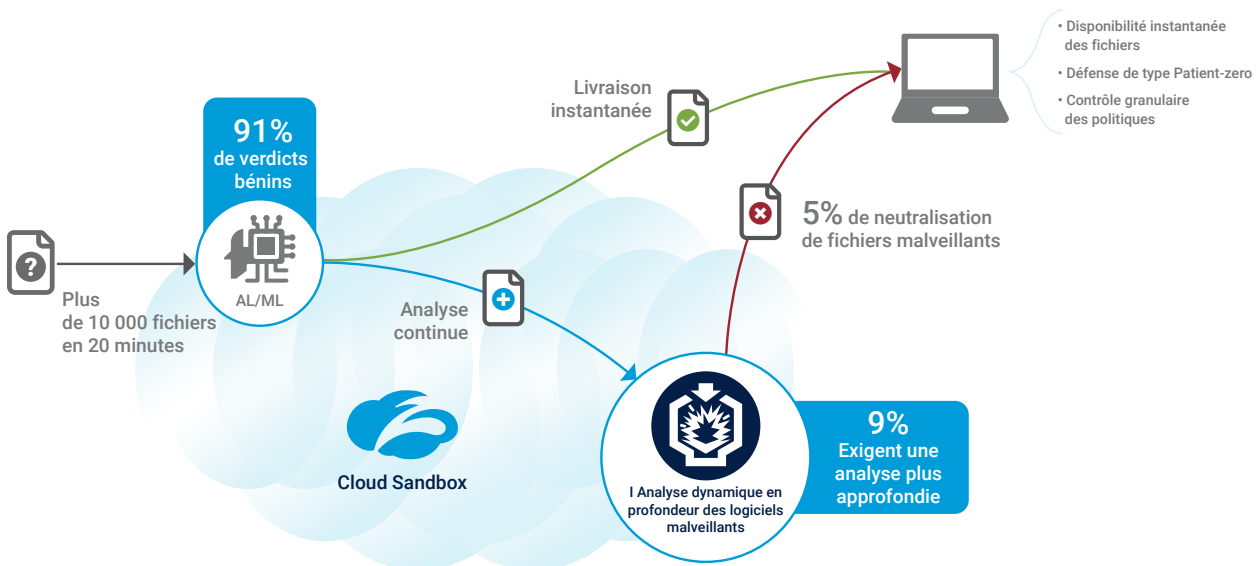 • Disponibilité instantanée
des fichiers
• Défense de type Patient-zero
• Contrôle granulaire
des politiques
Livraison
instantanée
91%
de verdicts
bénins
5% de neutralisation
de fichiers malveillants
?
AL/ML
Plus
de 10 000 fichiers
en 20 minutes
Analyse
continue
Cloud Sandbox
9%
Exigent une
analyse plus
approfondie
I Analyse dynamique en
profondeur des logiciels
malveillants